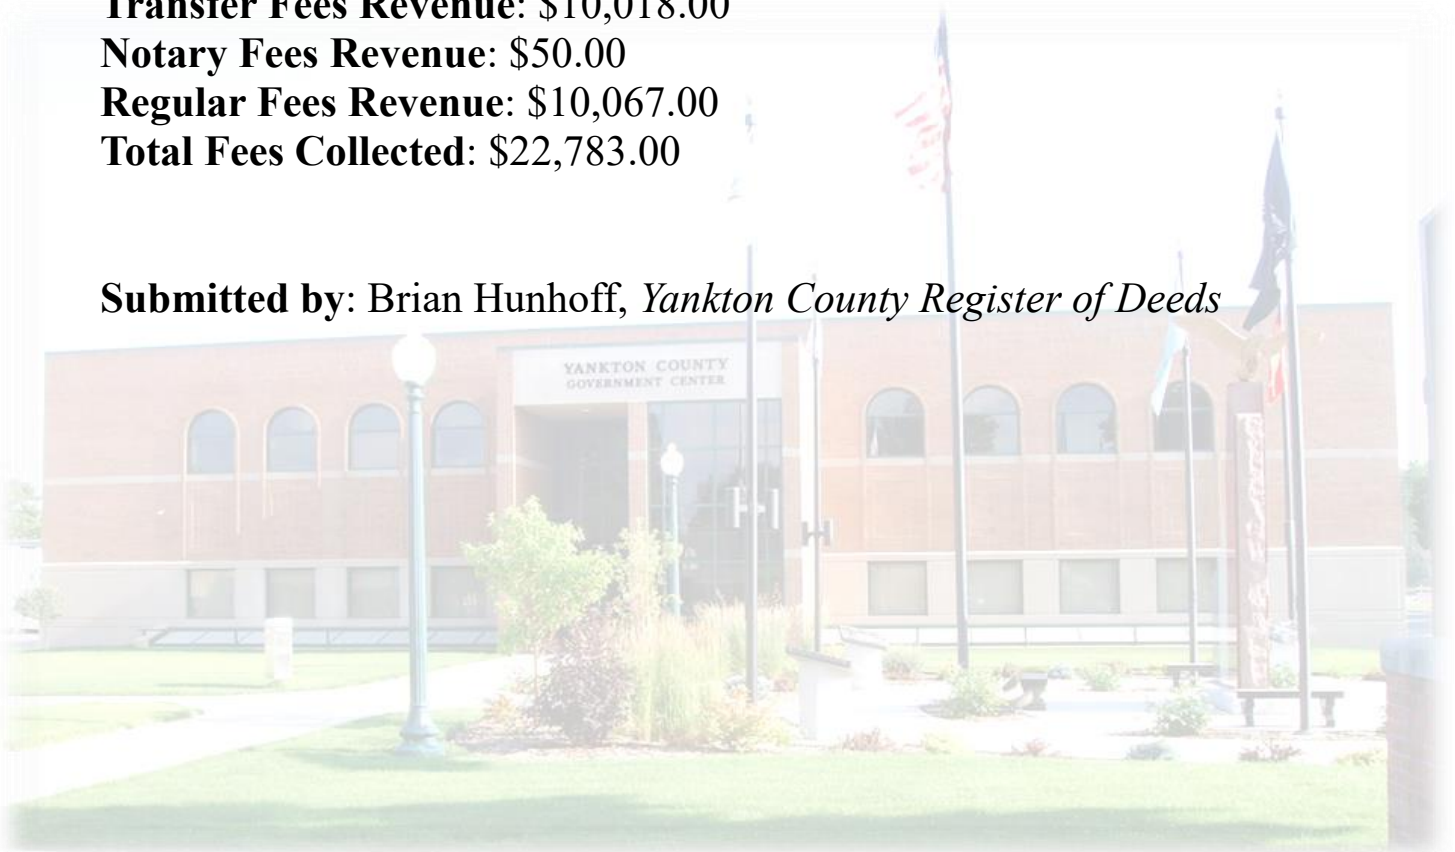 Transfer Fees Revenue: $10,018.00
Notary Fees Revenue: $50.00
Regular Fees Revenue: $10,067.00
Total Fees Collected: $22,783.00
Submitted by: Brian Hunhoff, Yankton County Register of Deeds
YANKTON COUNTY
GOVERNMENT CENTER